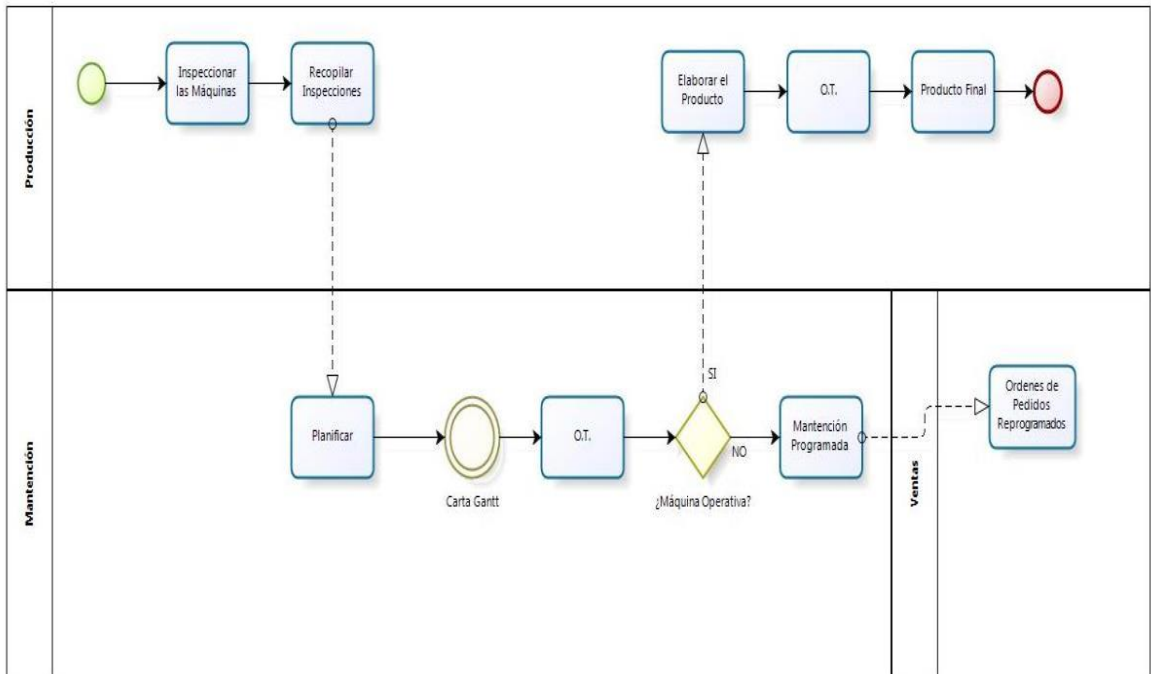 Producción
Inspeccionar
las Máquinas
Recopilar
Inspecciones
Elaborar el
Producto
O.T.
Producto Final
Mantención
Planificar
Carta Gantt
O.T.
SI
¿Máquina Operativa?
NO
Mantención
Programada
Ventas
Ordenes de
Pedidos
Reprogramados